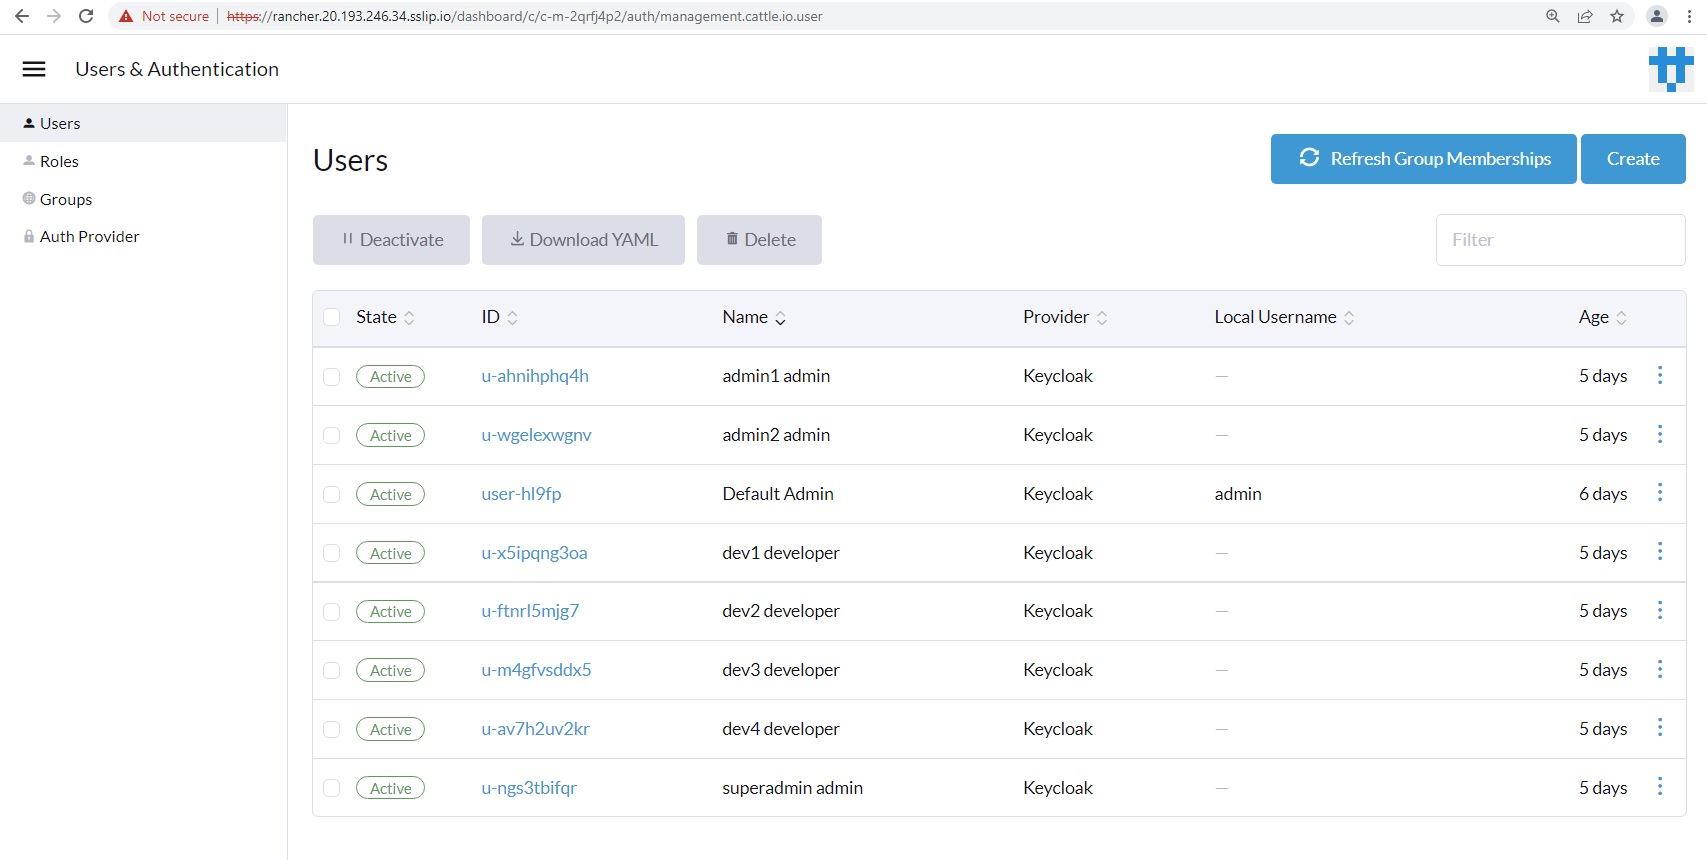 Not secure https://rancher.20.193.246.34.sslip.io/dashboard/c/c-m-2qrfj4p2/auth/management.cattle.io.user
Users & Authentication
Users
Roles
Groups
Auth Provider
Users
Refresh Group Memberships Create
Deactivate Download YAML Delete Filter
State ID Name Provider Local Username Age
Active u-ahnihphq4h admin1 admin Keycloak — 5 days
Active u-wgelexwgnv admin2 admin Keycloak — 5 days
Active user-hl9fp Default Admin Keycloak admin 6 days
Active u-x5ipqng3oa dev1 developer Keycloak — 5 days
Active u-ftnrl5mjg7 dev2 developer Keycloak — 5 days
Active u-m4gfvsddx5 dev3 developer Keycloak — 5 days
Active u-av7h2uv2kr dev4 developer Keycloak — 5 days
Active u-ngs3tbifqr superadmin admin Keycloak — 5 days